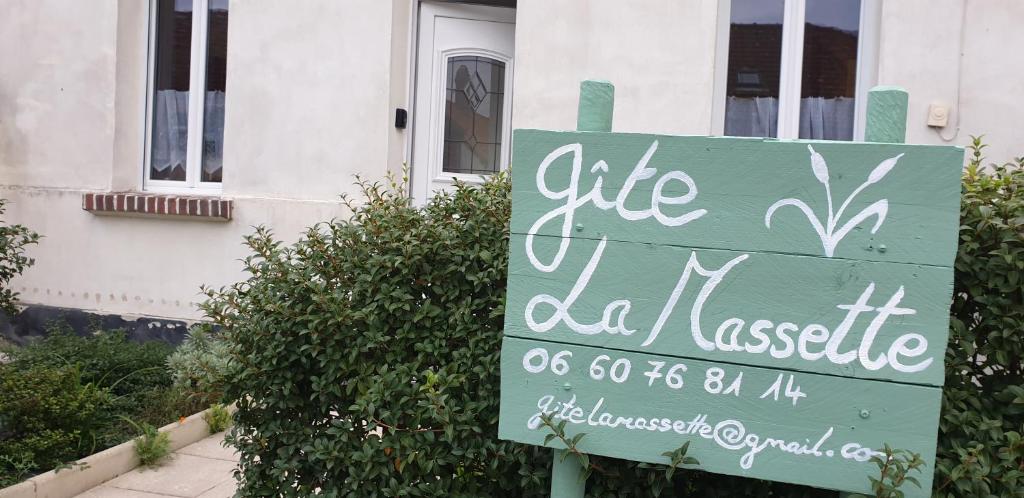 gîte
La Massette
06 60 76 81 14
gitelamassette@gmail.co